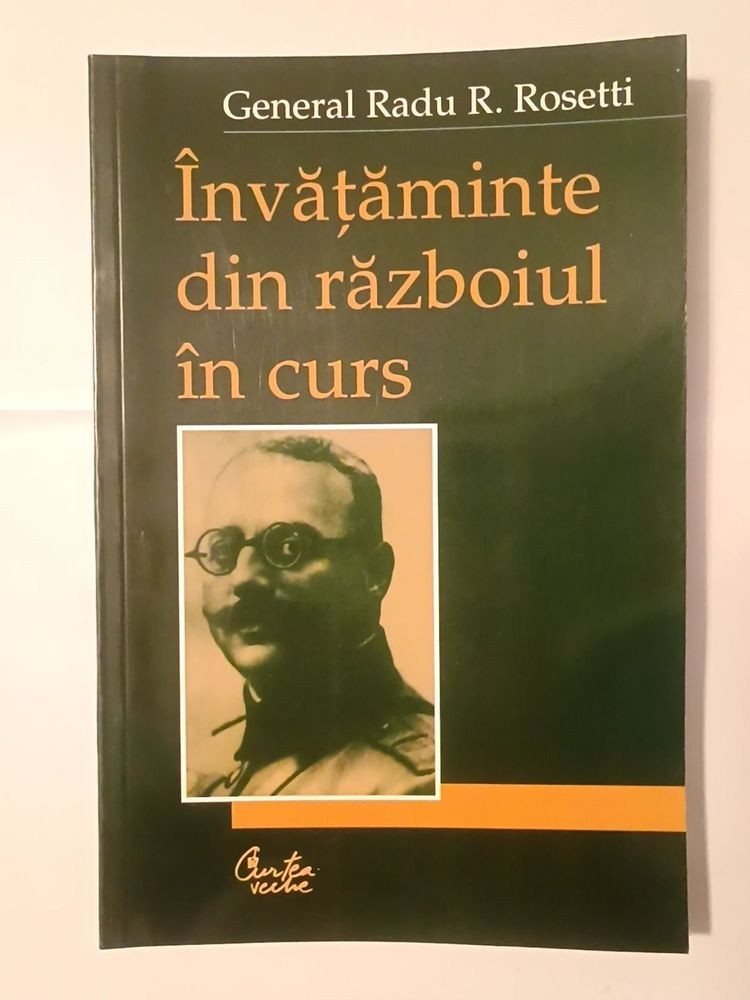 General Radu R. Rosetti
Învățăminte
din războiul
în curs
Curtea
veche